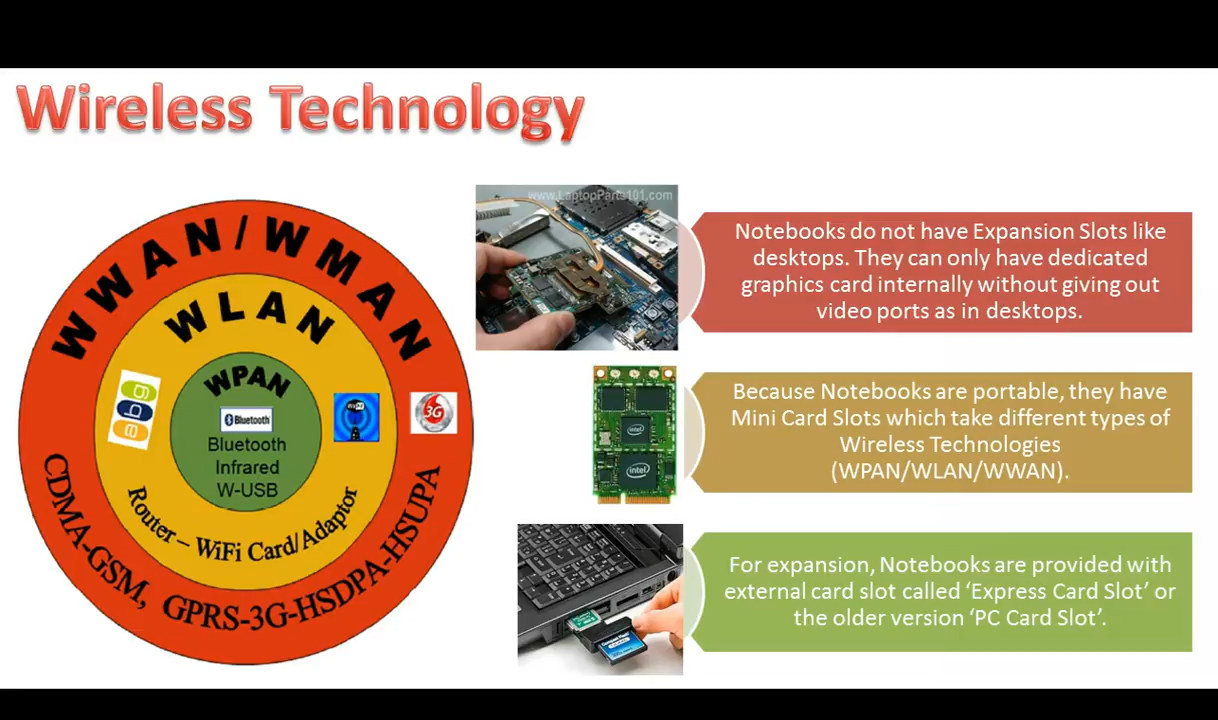 Wireless Technology
WWAN/WMAN
WLAN
WPAN
Bluetooth
Bluetooth
Infrared
W-USB
3G
Router – WiFi Card/Adaptor
CDMA-GSM, GPRS-3G-HSDPA-HSUPA
www.LaptopParts101.com
Notebooks do not have Expansion Slots like
desktops. They can only have dedicated
graphics card internally without giving out
video ports as in desktops.
intel
intel
Because Notebooks are portable, they have
Mini Card Slots which take different types of
Wireless Technologies
(WPAN/WLAN/WWAN).
For expansion, Notebooks are provided with
external card slot called ‘Express Card Slot’ or
the older version ‘PC Card Slot’.